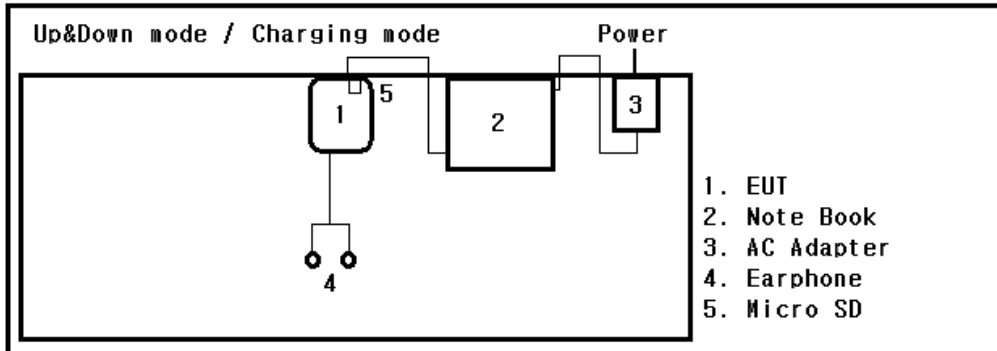 Up&Down mode / Charging mode
Power
1
5
2
3
4
1. EUT
2. Note Book
3. AC Adapter
4. Earphone
5. Micro SD